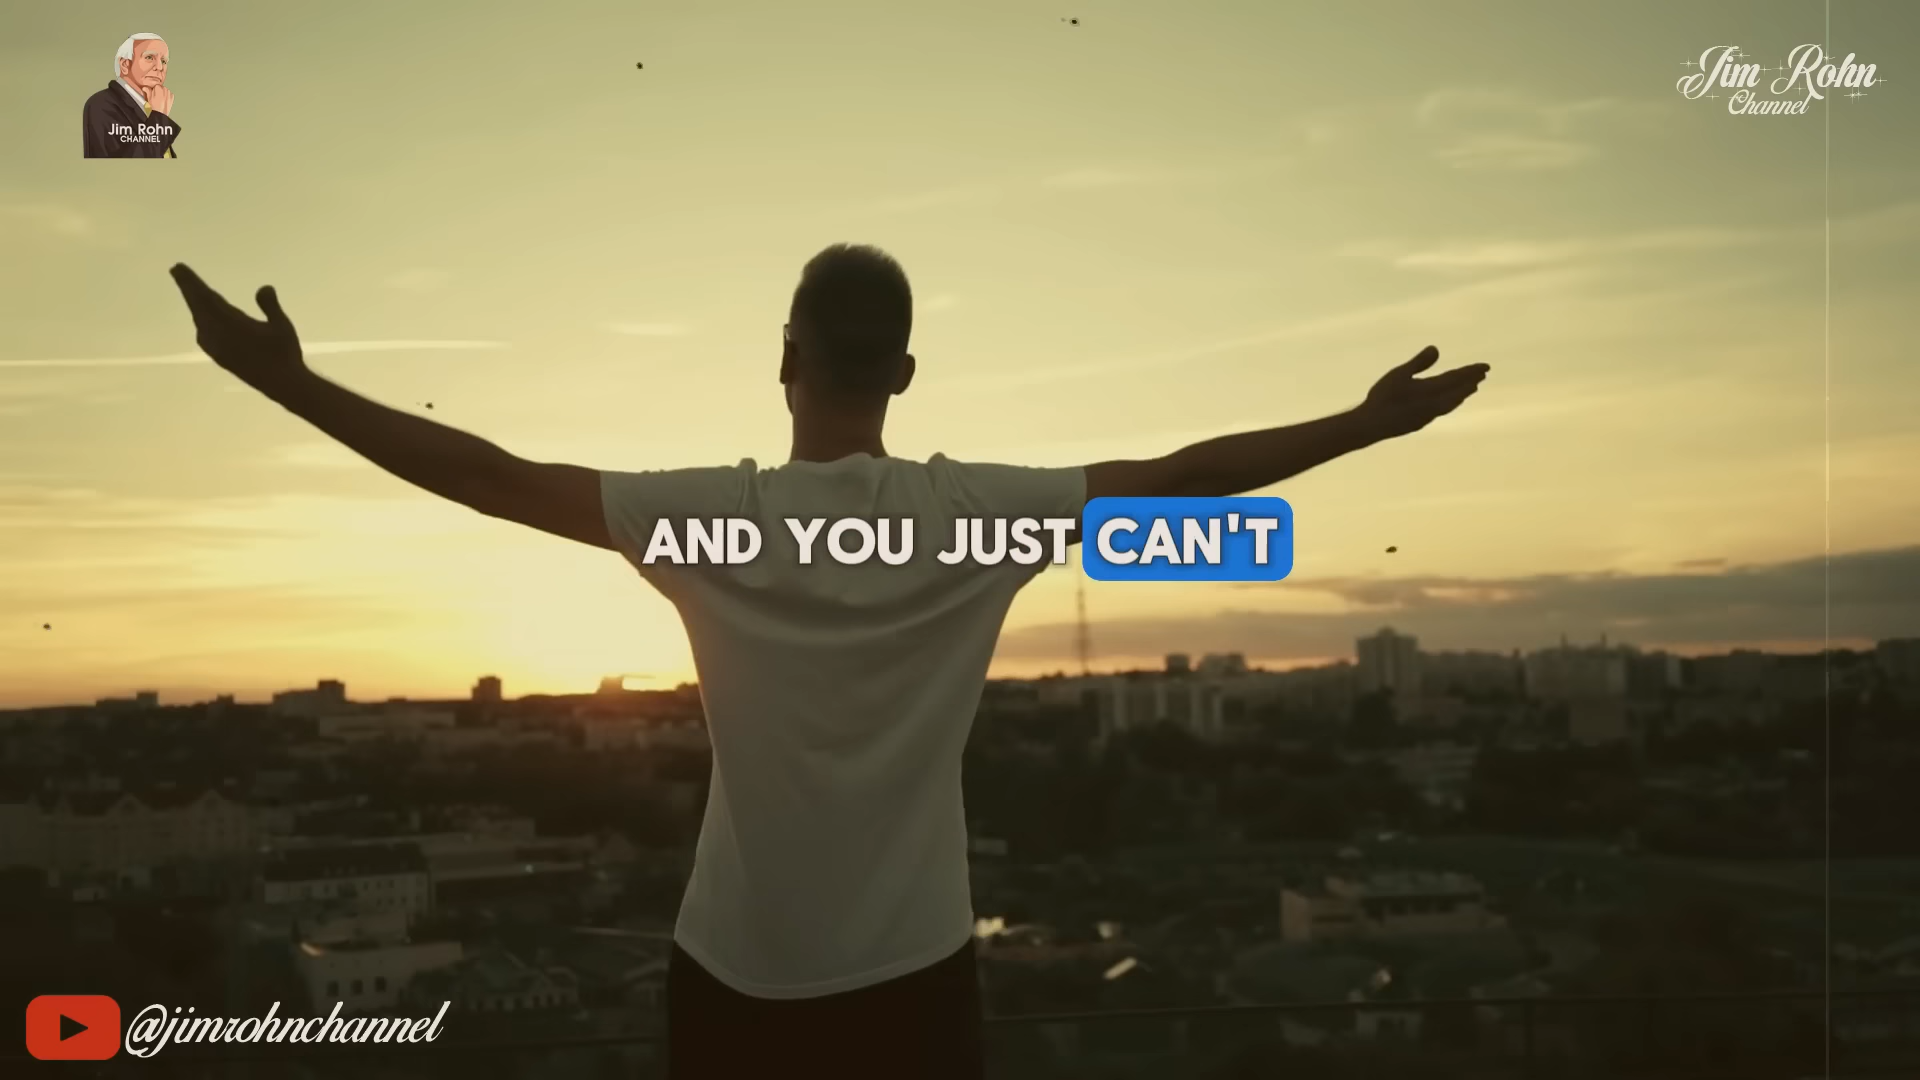 Jim Rohn
CHANNEL
Jim Rohn
Channel
AND YOU JUST CAN'T
@jimrohnchannel